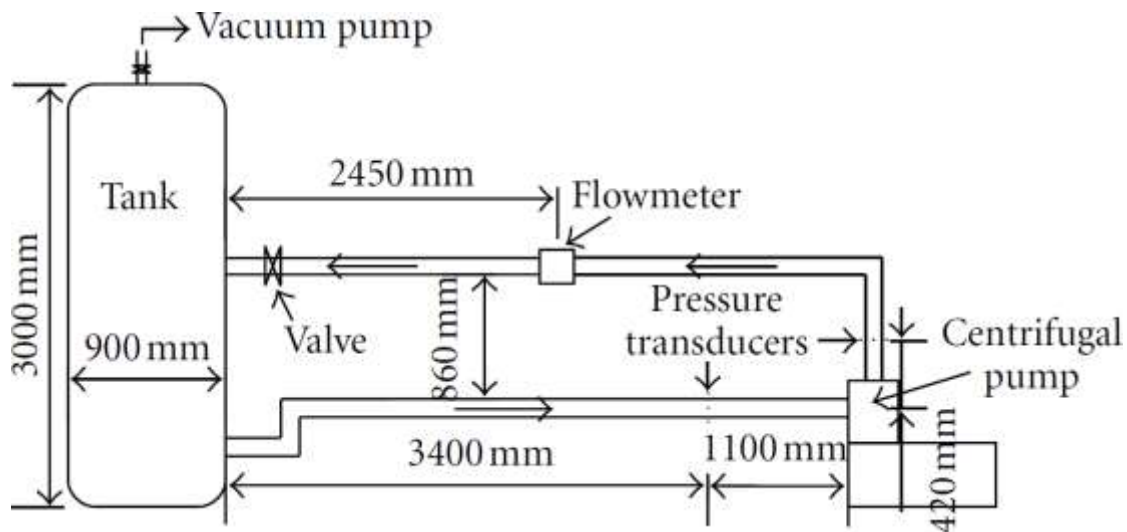 Vacuum pump
2450 mm
Tank
Flowmeter
3000 mm
900 mm
Valve
860 mm
Pressure
transducers
Centrifugal
pump
3400 mm
1100 mm
420 mm